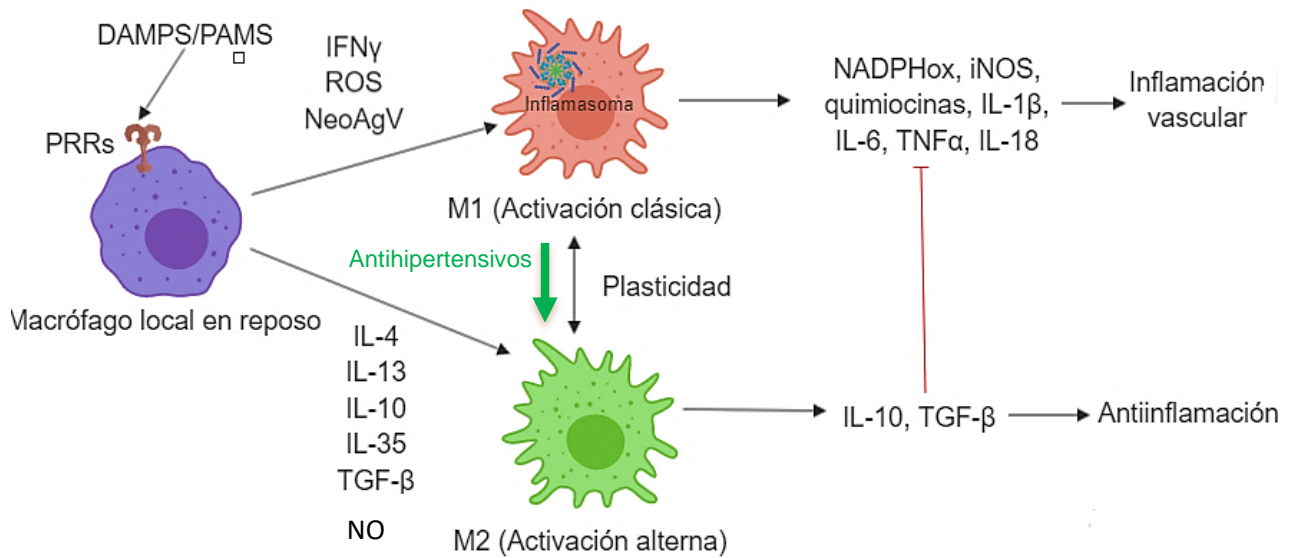 DAMPS/PAMS
PRRs
Macrófago local en reposo
IFNγ
ROS
NeoAgV
Inflamasoma
M1 (Activación clásica)
NADPHox, iNOS,
quimiocinas, IL-1β,
IL-6, TNFα, IL-18
Inflamación
vascular
Antihipertensivos
Plasticidad
IL-4
IL-13
IL-10
IL-35
TGF-β
NO
M2 (Activación alterna)
IL-10, TGF-β
Antiinflamación